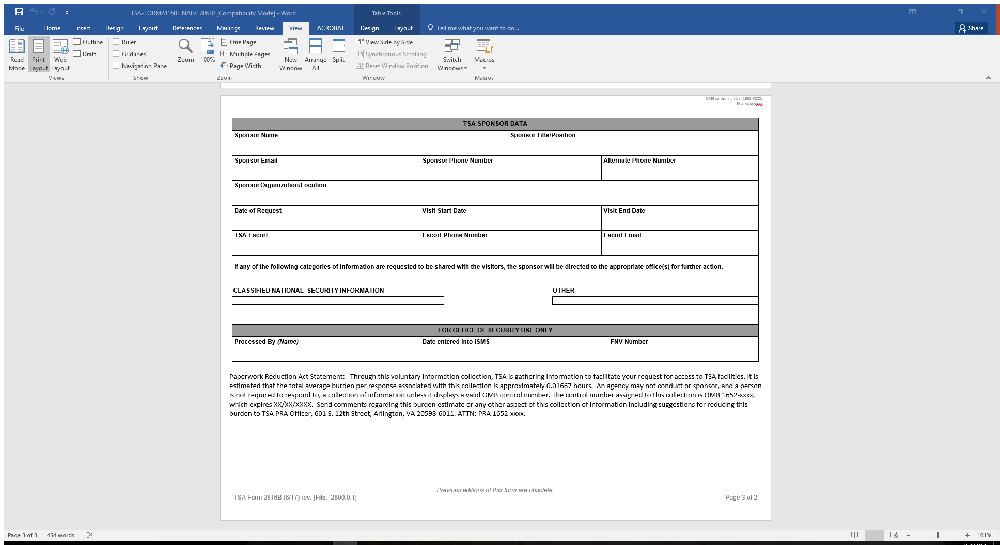 TSA-FORM2816BFINALv170630 [Compatibility Mode] - Word
Table Tools
File Home Insert Design Layout References Mailings Review View ACROBAT Design Layout Tell me what you want to do... Share
Read Mode
Print Layout
Web Layout
Outline
Draft
Views
Ruler
Gridlines
Navigation Pane
Show
Zoom
100
100%
One Page
Multiple Pages
Page Width
Zoom
New Window
Arrange All
Split
View Side by Side
Synchronous Scrolling
Reset Window Position
Window
Switch Windows
Macros
Macros
OMB control number 1652-XXXX;
Exp. xx/xx/xxxx
TSA SPONSOR DATA
Sponsor Name Sponsor Title/Position
Sponsor Email Sponsor Phone Number Alternate Phone Number
Sponsor Organization/Location
Date of Request Visit Start Date Visit End Date
TSA Escort Escort Phone Number Escort Email
If any of the following categories of information are requested to be shared with the visitors, the sponsor will be directed to the appropriate office(s) for further action.
CLASSIFIED NATIONAL SECURITY INFORMATION OTHER
FOR OFFICE OF SECURITY USE ONLY
Processed By (Name) Date entered into ISMS FNV Number
Paperwork Reduction Act Statement: Through this voluntary information collection, TSA is gathering information to facilitate your request for access to TSA facilities. It is
estimated that the total average burden per response associated with this collection is approximately 0.01667 hours. An agency may not conduct or sponsor, and a person
is not required to respond to, a collection of information unless it displays a valid OMB control number. The control number assigned to this collection is OMB 1652-xxxx,
which expires XX/XX/XXXX. Send comments regarding this burden estimate or any other aspect of this collection of information including suggestions for reducing this
burden to TSA PRA Officer, 601 S. 12th Street, Arlington, VA 20598-6011. ATTN: PRA 1652-xxxx.
Previous editions of this form are obsolete.
TSA Form 2816B (6/17) rev. [File: 2800.0.1] Page 3 of 2
Page 3 of 3 454 words 101%